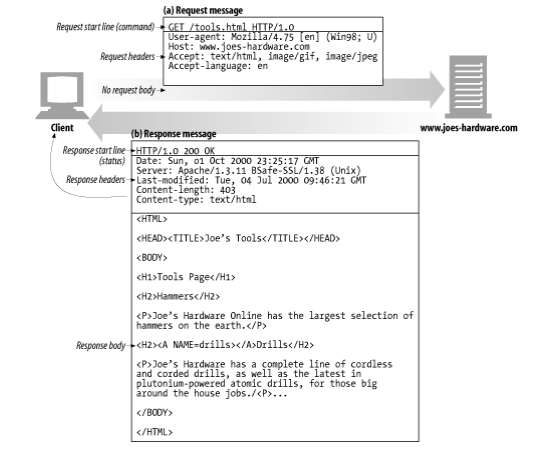 (a) Request message
Request start line (command)
GET /tools.html HTTP/1.0
User-agent: Mozilla/4.75 [en] (Win98; U)
Host: www.joes-hardware.com
Request headers
Accept: text/html, image/gif, image/jpeg
Accept-language: en
No request body
Client
www.joes-hardware.com
(b) Response message
Response start line
(status)
HTTP/1.0 200 OK
Date: Sun, 01 Oct 2000 23:25:17 GMT
Server: Apache/1.3.11 BSafe-SSL/1.38 (Unix)
Response headers
Last-modified: Tue, 04 Jul 2000 09:46:21 GMT
Content-length: 403
Content-type: text/html
<HTML>
<HEAD><TITLE>Joe's Tools</TITLE></HEAD>
<BODY>
<H1>Tools Page</H1>
<H2>Hammers</H2>
<P>Joe's Hardware Online has the largest selection of
hammers on the earth.</P>
Response body
<H2><A NAME=drills></A>Drills</H2>
<P>Joe's Hardware has a complete line of cordless
and corded drills, as well as the latest in
plutonium-powered atomic drills, for those big
around the house jobs./<P>...
</BODY>
</HTML>